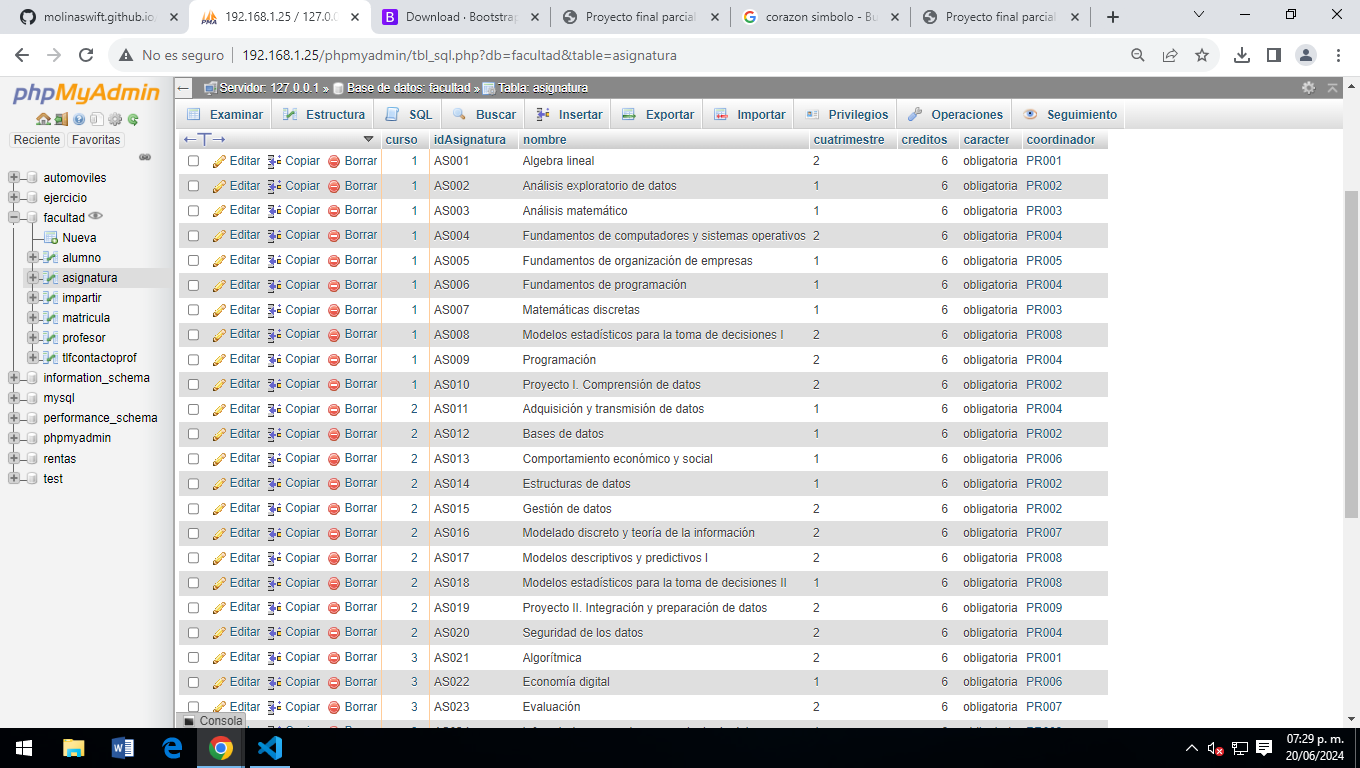 molinaswift.github.io
192.168.1.25 / 127.0.0
Download · Bootstrap
Proyecto final parcial
corazon simbolo - Bu
Proyecto final parcial
No es seguro 192.168.1.25/phpmyadmin/tbl_sql.php?db=facultad&table=asignatura
phpMyAdmin
Reciente Favoritas
automoviles
ejercicio
facultad
Nueva
alumno
asignatura
impartir
matricula
profesor
tlfcontactoprof
information_schema
mysql
performance_schema
phpmyadmin
rentas
test
Servidor: 127.0.0.1 » Base de datos: facultad » Tabla: asignatura
Examinar Estructura SQL Buscar Insertar Exportar Importar Privilegios Operaciones Seguimiento
curso idAsignatura nombre cuatrimestre creditos caracter coordinador
Editar Copiar Borrar 1 AS001 Algebra lineal 2 6 obligatoria PR001
Editar Copiar Borrar 1 AS002 Análisis exploratorio de datos 1 6 obligatoria PR002
Editar Copiar Borrar 1 AS003 Análisis matemático 1 6 obligatoria PR003
Editar Copiar Borrar 1 AS004 Fundamentos de computadores y sistemas operativos 2 6 obligatoria PR004
Editar Copiar Borrar 1 AS005 Fundamentos de organización de empresas 1 6 obligatoria PR005
Editar Copiar Borrar 1 AS006 Fundamentos de programación 1 6 obligatoria PR004
Editar Copiar Borrar 1 AS007 Matemáticas discretas 1 6 obligatoria PR003
Editar Copiar Borrar 1 AS008 Modelos estadísticos para la toma de decisiones I 2 6 obligatoria PR008
Editar Copiar Borrar 1 AS009 Programación 2 6 obligatoria PR004
Editar Copiar Borrar 1 AS010 Proyecto I. Comprensión de datos 2 6 obligatoria PR002
Editar Copiar Borrar 2 AS011 Adquisición y transmisión de datos 1 6 obligatoria PR004
Editar Copiar Borrar 2 AS012 Bases de datos 1 6 obligatoria PR002
Editar Copiar Borrar 2 AS013 Comportamiento económico y social 1 6 obligatoria PR006
Editar Copiar Borrar 2 AS014 Estructuras de datos 1 6 obligatoria PR002
Editar Copiar Borrar 2 AS015 Gestión de datos 2 6 obligatoria PR002
Editar Copiar Borrar 2 AS016 Modelado discreto y teoría de la información 2 6 obligatoria PR007
Editar Copiar Borrar 2 AS017 Modelos descriptivos y predictivos I 2 6 obligatoria PR008
Editar Copiar Borrar 2 AS018 Modelos estadísticos para la toma de decisiones II 1 6 obligatoria PR008
Editar Copiar Borrar 2 AS019 Proyecto II. Integración y preparación de datos 2 6 obligatoria PR009
Editar Copiar Borrar 2 AS020 Seguridad de los datos 2 6 obligatoria PR004
Editar Copiar Borrar 3 AS021 Algorítmica 2 6 obligatoria PR001
Editar Copiar Borrar 3 AS022 Economía digital 1 6 obligatoria PR006
Editar Copiar Borrar 3 AS023 Evaluación 2 6 obligatoria PR007
Consola
07:29 p. m.
20/06/2024